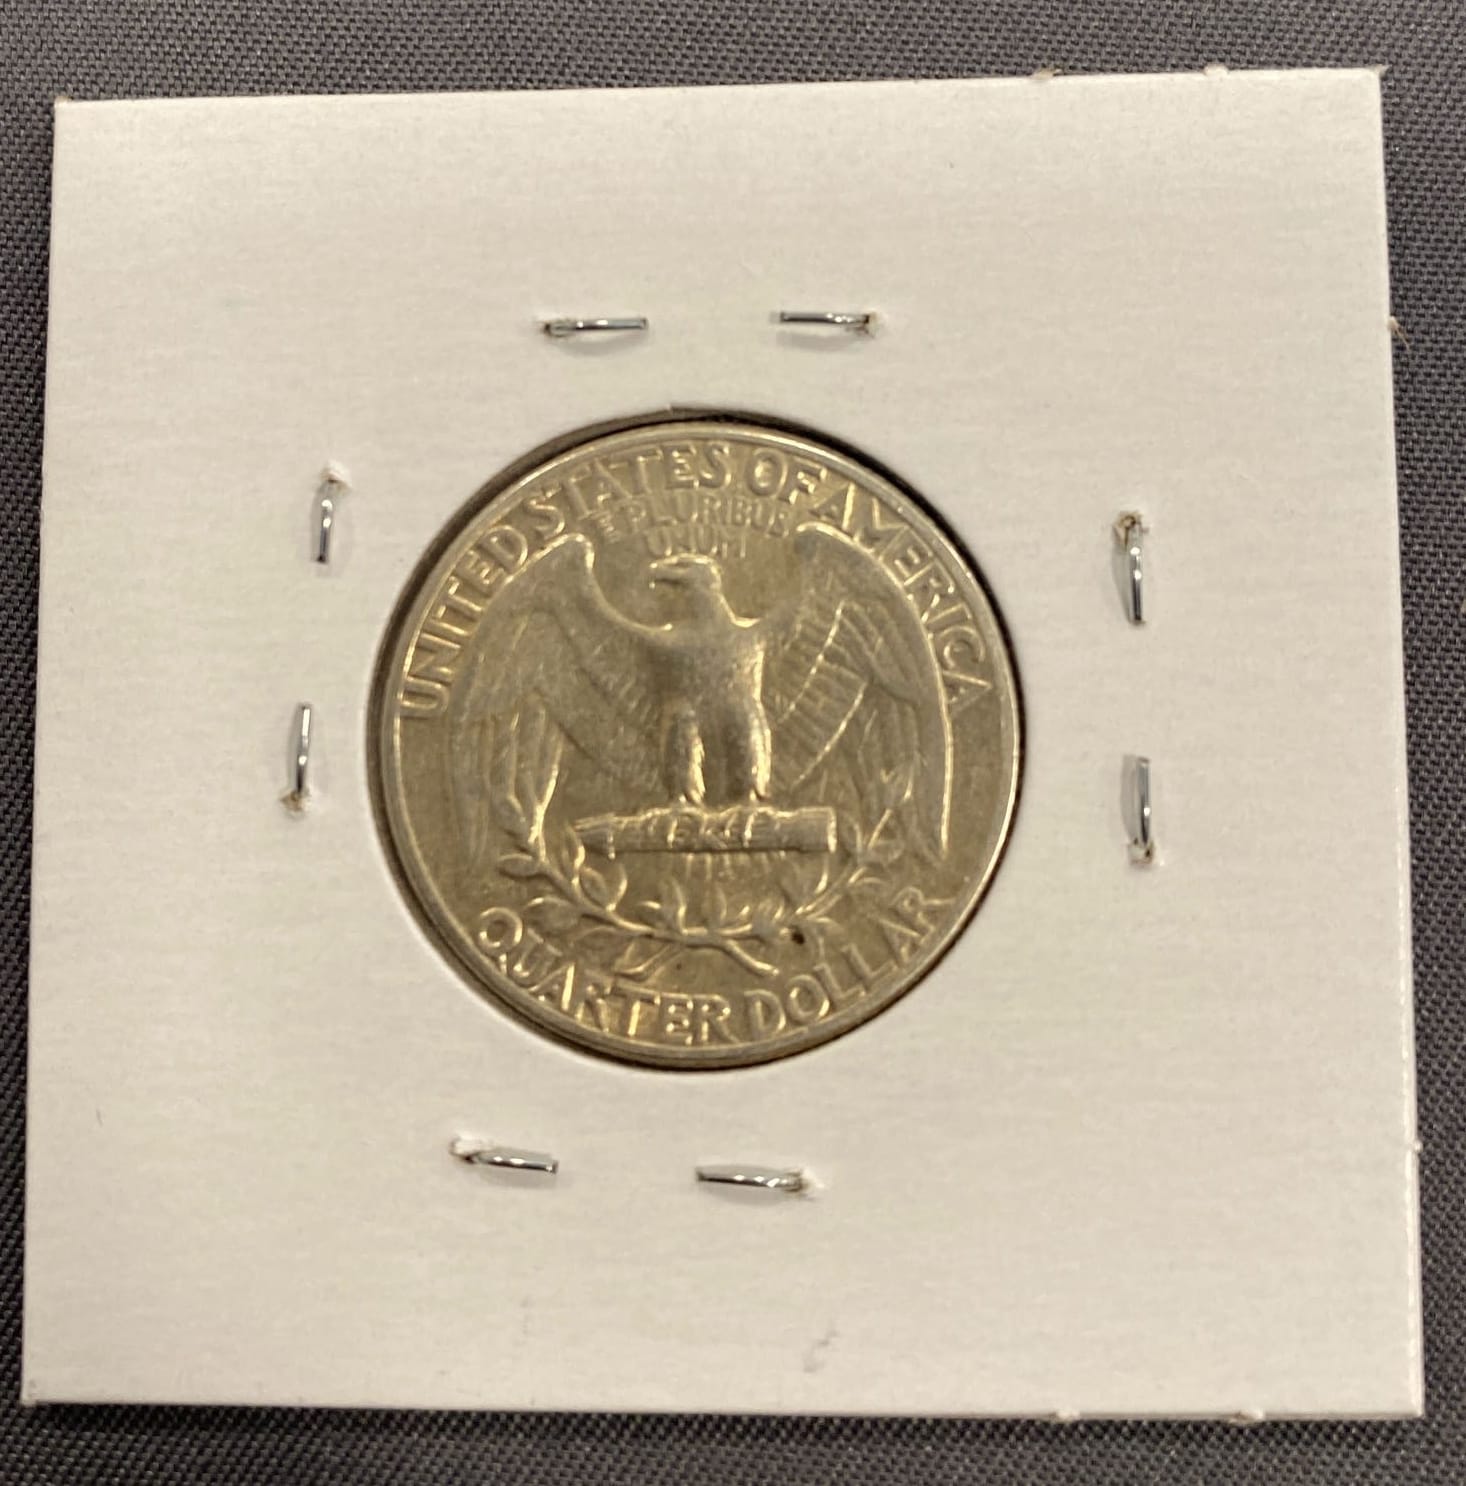 UNITED STATES OF AMERICA
E PLURIBUS
UNUM
QUARTER DOLLAR